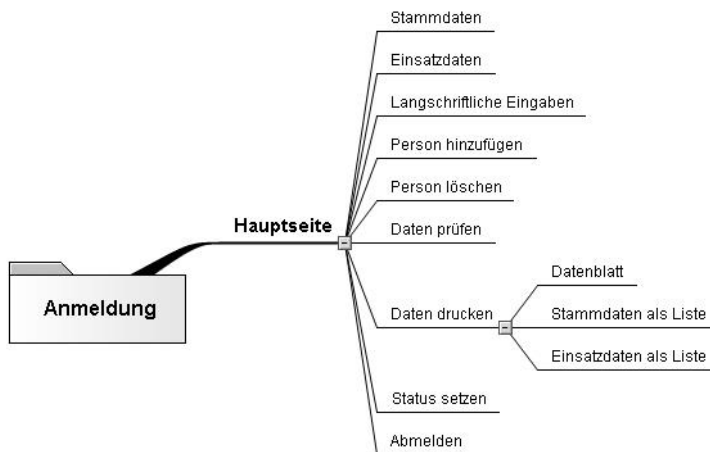 Anmeldung
Hauptseite
Stammdaten
Einsatzdaten
Langschriftliche Eingaben
Person hinzufügen
Person löschen
Daten prüfen
Daten drucken
Datenblatt
Stammdaten als Liste
Einsatzdaten als Liste
Status setzen
Abmelden